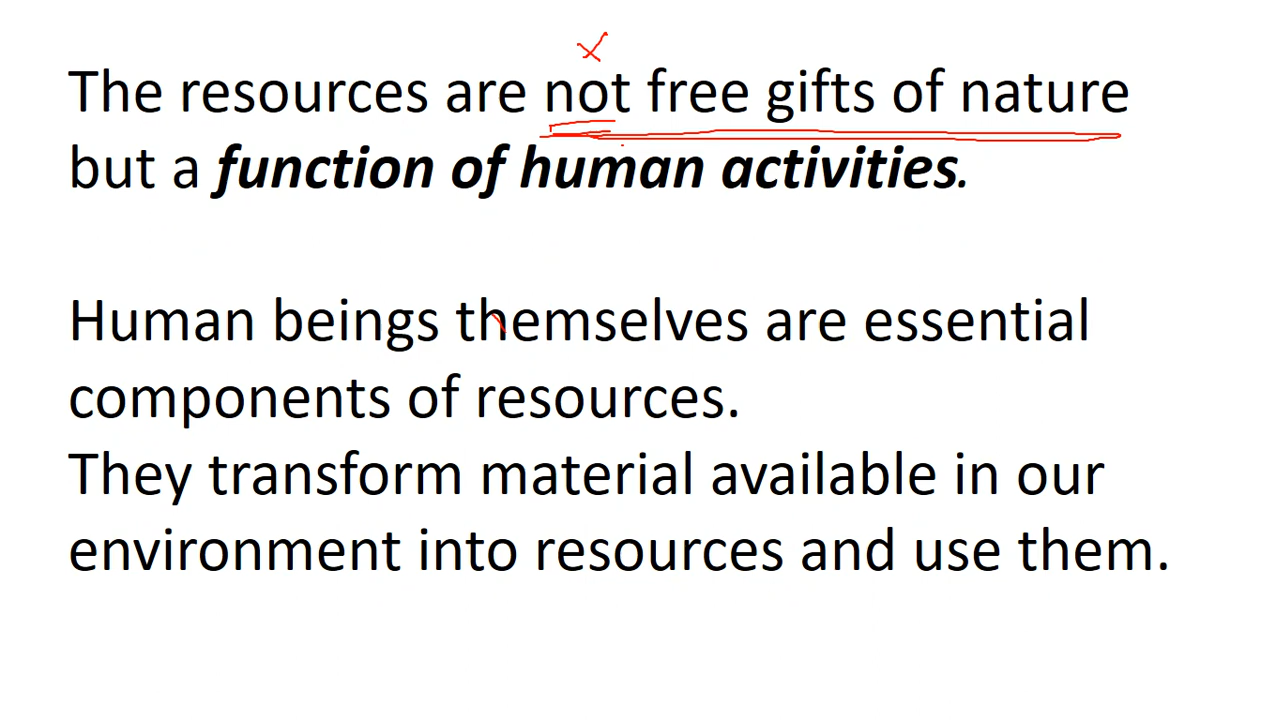 The resources are not free gifts of nature
but a function of human activities.
Human beings themselves are essential
components of resources.
They transform material available in our
environment into resources and use them.